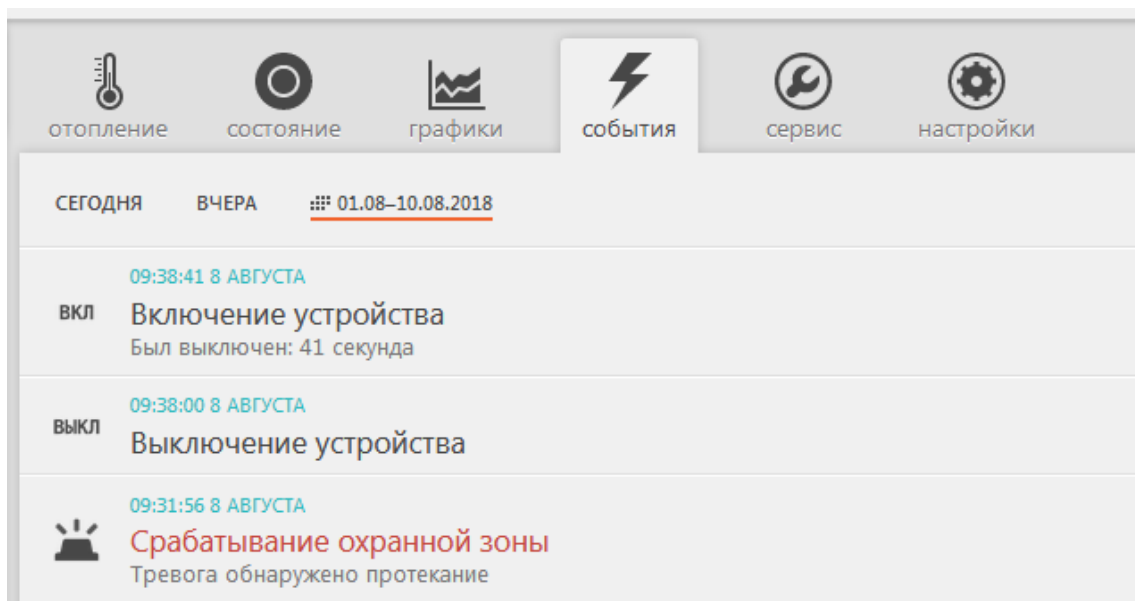 отопление состояние графики события сервис настройки
СЕГОДНЯ ВЧЕРА 01.08–10.08.2018
09:38:41 8 АВГУСТА
ВКЛ Включение устройства
Был выключен: 41 секунда
09:38:00 8 АВГУСТА
ВЫКЛ Выключение устройства
09:31:56 8 АВГУСТА
Срабатывание охранной зоны
Тревога обнаружено протекание